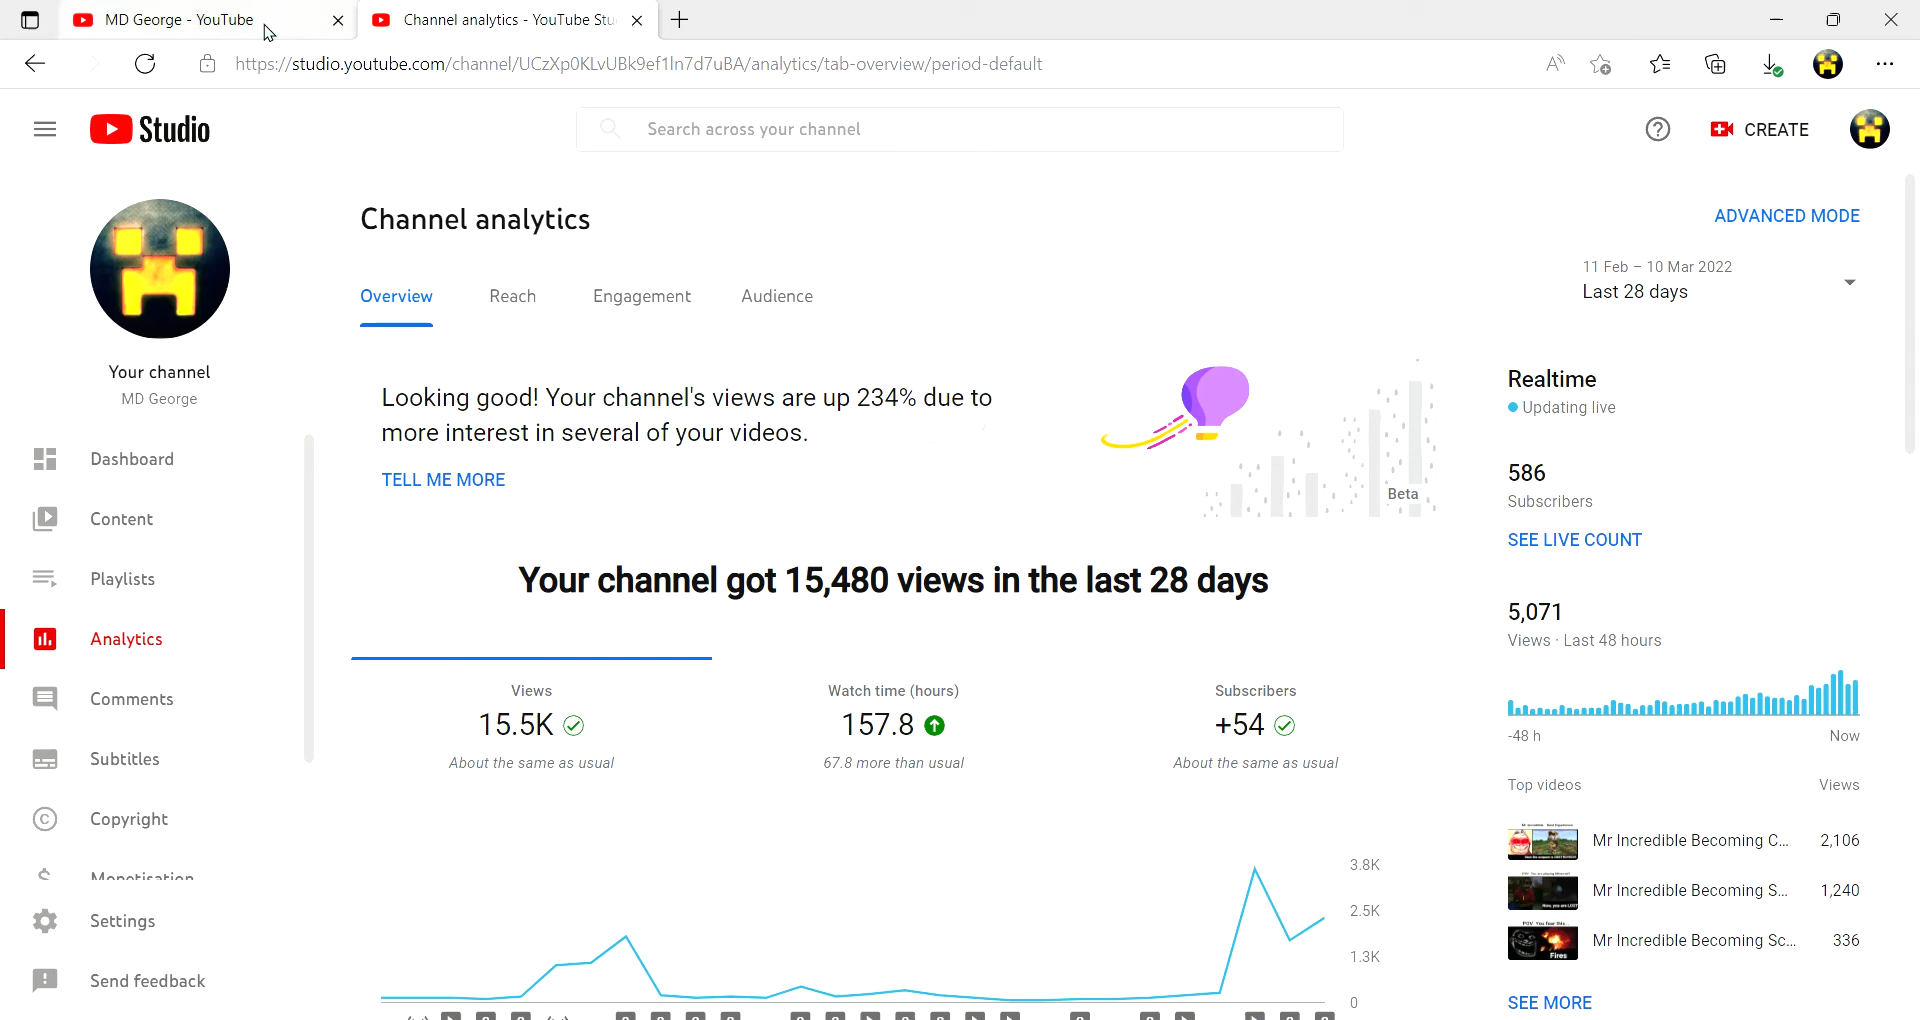 MD George - YouTube
Channel analytics - YouTube Stu
https://studio.youtube.com/channel/UCzXp0KLvUBk9ef1In7d7uBA/analytics/tab-overview/period-default
Studio
Search across your channel
CREATE
Your channel
MD George
Dashboard
Content
Playlists
Analytics
Comments
Subtitles
Copyright
Monetisation
Settings
Send feedback
Channel analytics
ADVANCED MODE
Overview
Reach
Engagement
Audience
11 Feb – 10 Mar 2022
Last 28 days
Looking good! Your channel's views are up 234% due to
more interest in several of your videos.
TELL ME MORE
Beta
Your channel got 15,480 views in the last 28 days
Views
15.5K
About the same as usual
Watch time (hours)
157.8
67.8 more than usual
Subscribers
+54
About the same as usual
3.8K
2.5K
1.3K
0
Realtime
Updating live
586
Subscribers
SEE LIVE COUNT
5,071
Views · Last 48 hours
-48 h
Now
Top videos
Views
Mr Incredible Becoming C... 2,106
Mr Incredible Becoming S... 1,240
Fires
Mr Incredible Becoming Sc... 336
SEE MORE